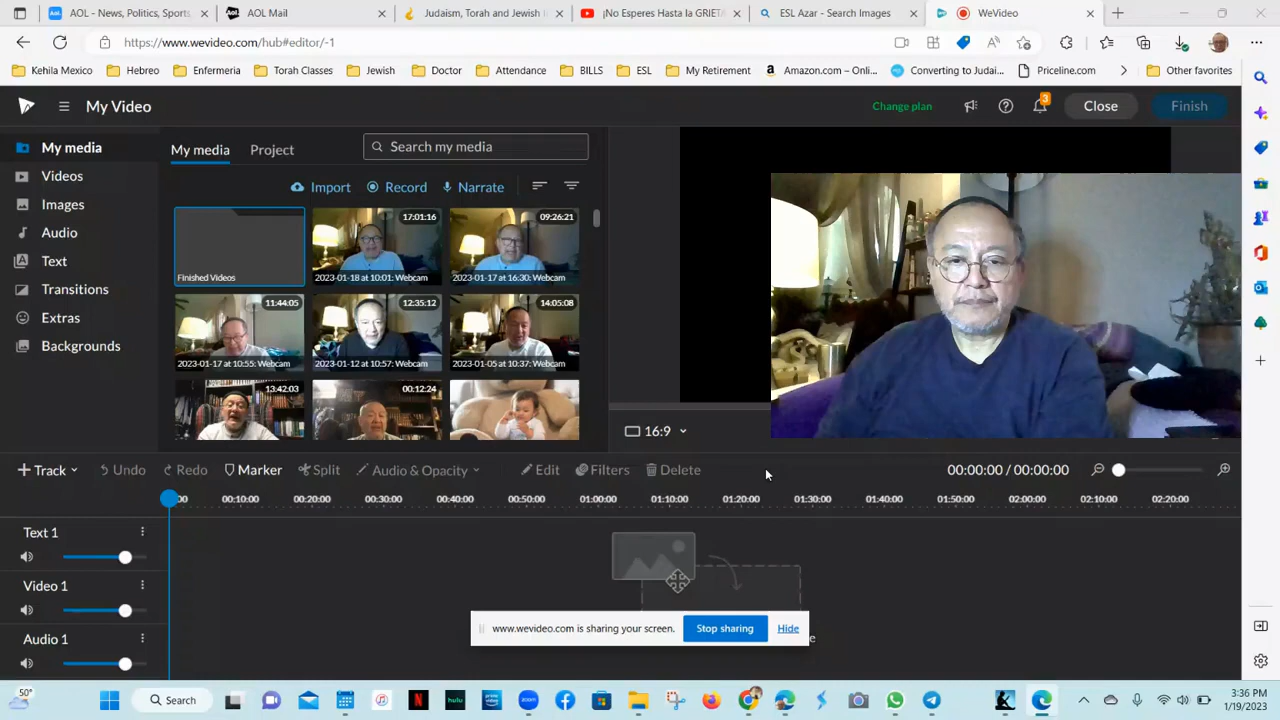 AOL - News, Politics, Sports,
AOL Mail
Judaism, Torah and Jewish I
¡No Esperes Hasta la GRIETA
ESL Azar - Search Images
WeVideo
https://www.wevideo.com/hub#editor/-1
Kehila Mexico
Hebreo
Enfermeria
Torah Classes
Jewish
Doctor
Attendance
BILLS
ESL
My Retirement
Amazon.com – Onli...
Converting to Judai...
Priceline.com
Other favorites
My Video
Change plan
3
Close
Finish
My media
Videos
Images
Audio
Text
Transitions
Extras
Backgrounds
My media
Project
Search my media
Import
Record
Narrate
Finished Videos
17:01:16
2023-01-18 at 10:01: Webcam
09:26:21
2023-01-17 at 16:30: Webcam
11:44:05
2023-01-17 at 10:55: Webcam
12:35:12
2023-01-12 at 10:57: Webcam
14:05:08
2023-01-05 at 10:37: Webcam
13:42:03
00:12:24
16:9
Track
Undo
Redo
Marker
Split
Audio & Opacity
Edit
Filters
Delete
00:00:00 / 00:00:00
:00 00:10:00 00:20:00 00:30:00 00:40:00 00:50:00 01:00:00 01:10:00 01:20:00 01:30:00 01:40:00 01:50:00 02:00:00 02:10:00 02:20:00
Text 1
Video 1
Audio 1
www.wevideo.com is sharing your screen.
Stop sharing
Hide
e
50°
Search
hulu
prime video
zoom
3:36 PM
1/19/2023